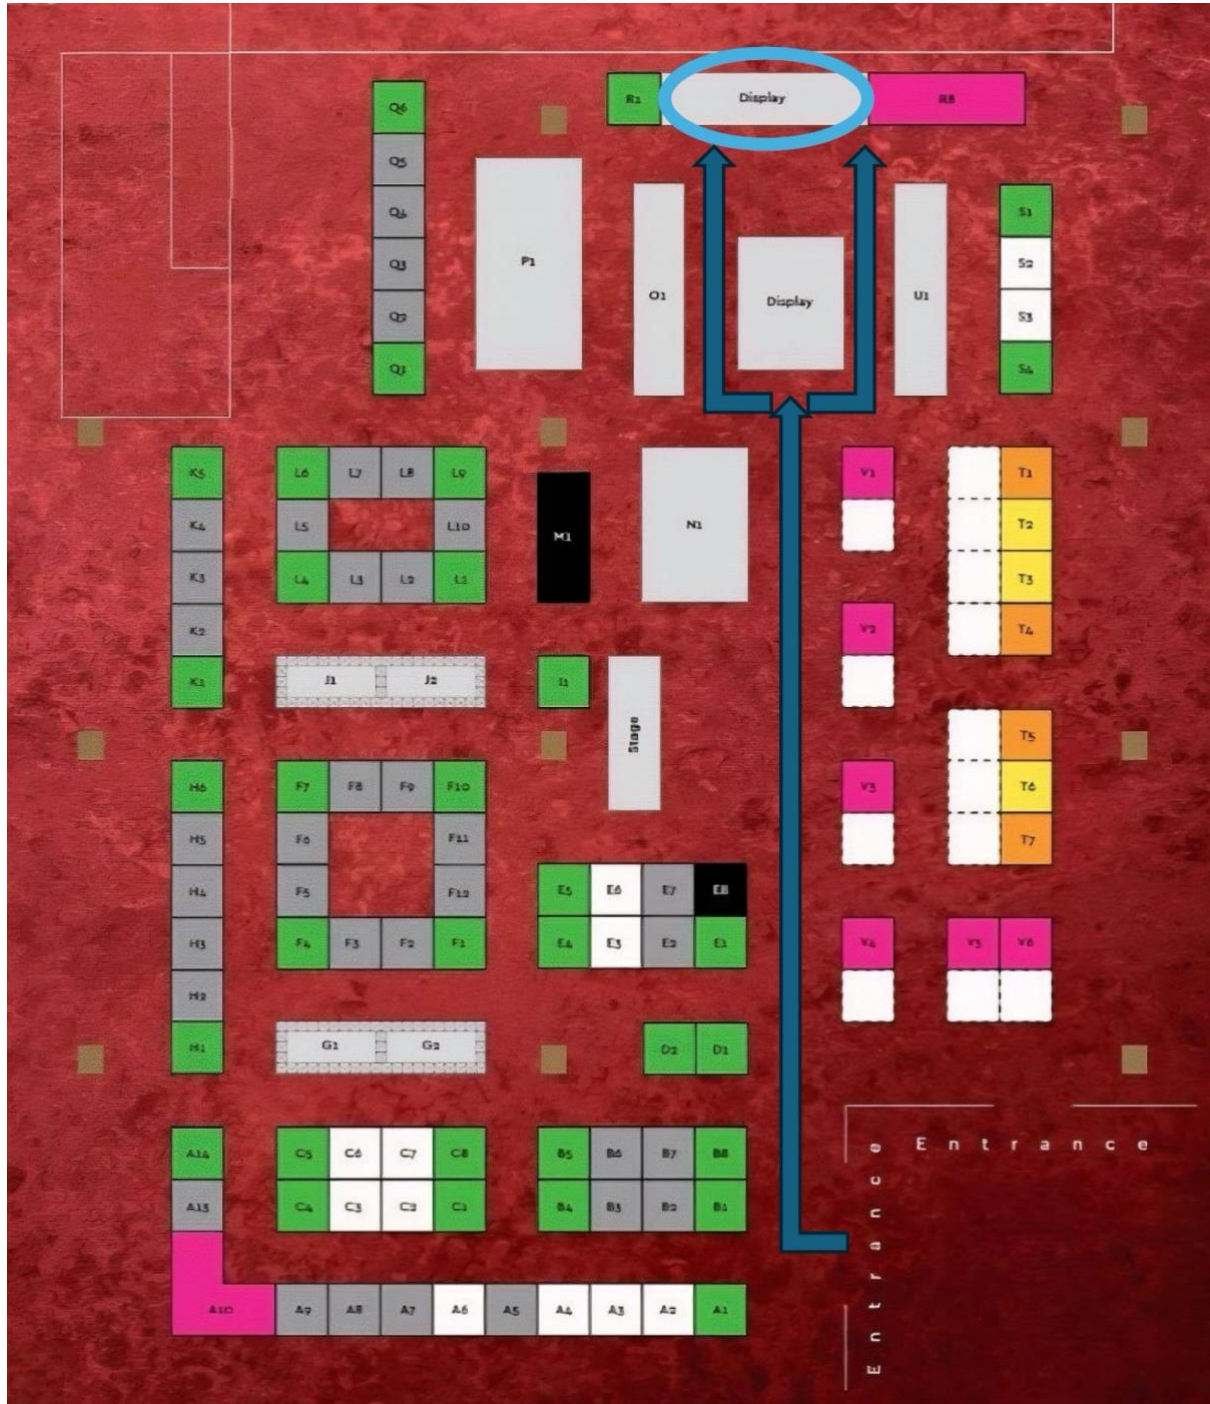 R1 Display R8
Q6
Q5
Q4
Q3
Q2
Q1
P1
O1
Display
U1
S1
S2
S3
S4
K5
K4
K3
K2
K1
L6 L7 L8 L9
L5 L10
L4 L3 L2 L1
M1
N1
V1
V2
V3
V4 V5 V6
T1
T2
T3
T4
T5
T6
T7
J1 J2
I1
Stage
H6
H5
H4
H3
H2
H1
F7 F8 F9 F10
F6 F11
F5 F12
F4 F3 F2 F1
E5 E6 E7 E8
E4 E3 E2 E1
G1 G2
D2 D1
A14
A13
C5 C6 C7 C8
C4 C3 C2 C1
B5 B6 B7 B8
B4 B3 B2 B1
A10 A9 A8 A7 A6 A5 A4 A3 A2 A1
Entrance
Entrance